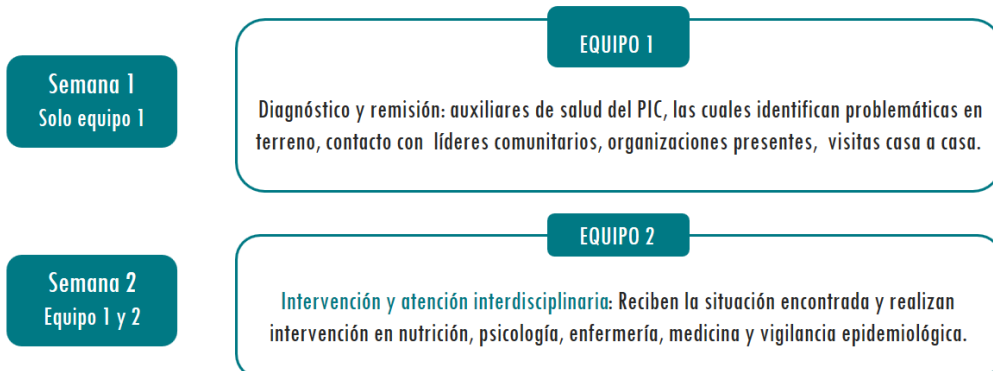 EQUIPO 1
Semana 1
Solo equipo 1
Diagnóstico y remisión: auxiliares de salud del PIC, las cuales identifican problemáticas en
terreno, contacto con líderes comunitarios, organizaciones presentes, visitas casa a casa.
EQUIPO 2
Semana 2
Equipo 1 y 2
Intervención y atención interdisciplinaria: Reciben la situación encontrada y realizan
intervención en nutrición, psicología, enfermería, medicina y vigilancia epidemiológica.